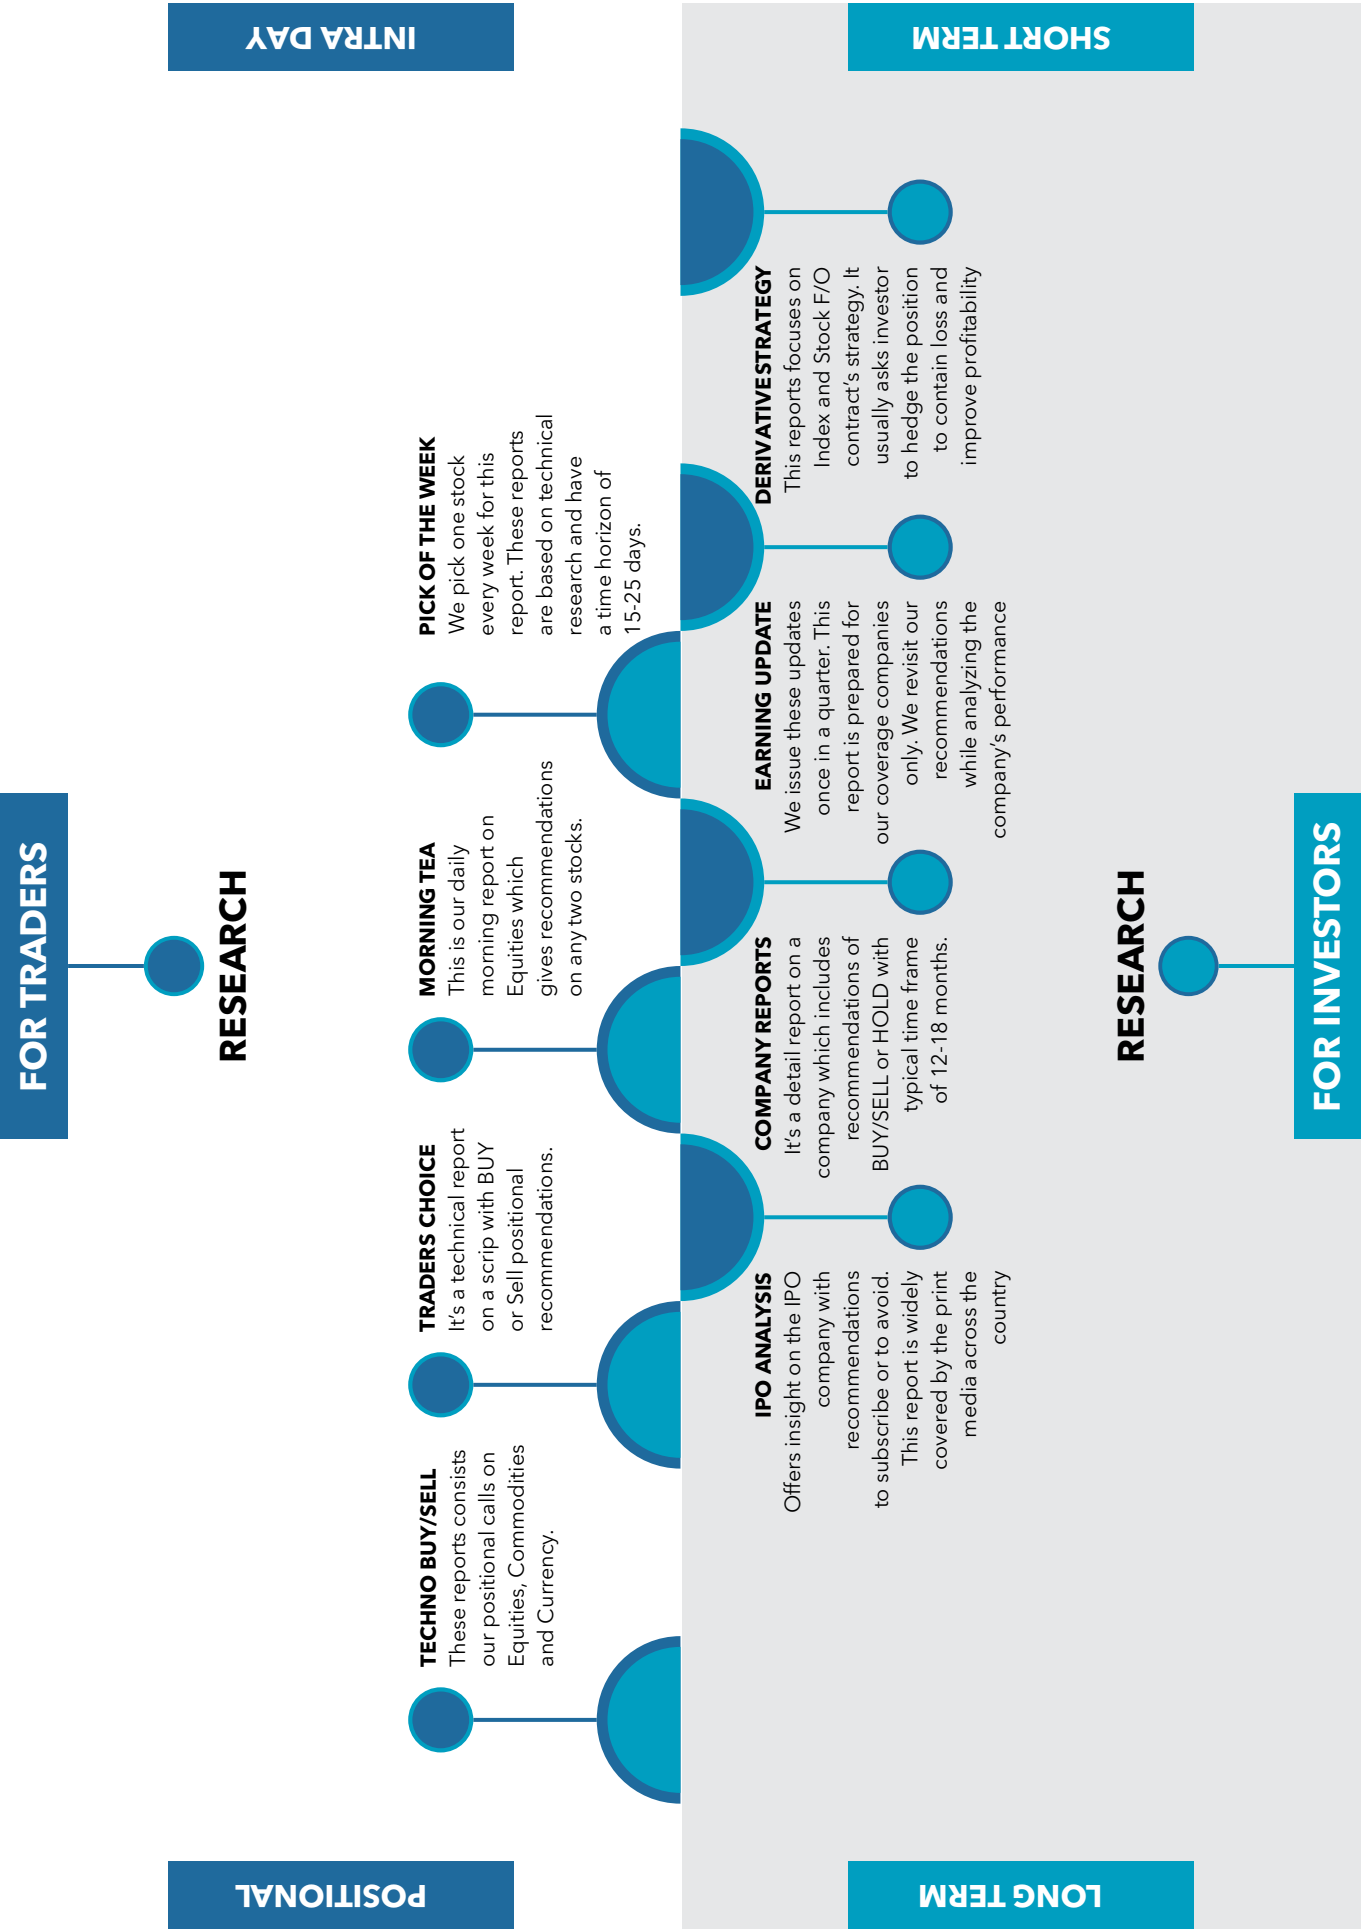 FOR TRADERS
RESEARCH
POSITIONAL
INTRA DAY
TECHNO BUY/SELL
These reports consists
our positional calls on
Equities, Commodities
and Currency.
TRADERS CHOICE
It's a technical report
on a scrip with BUY
or Sell positional
recommendations.
MORNING TEA
This is our daily
morning report on
Equities which
gives recommendations
on any two stocks.
PICK OF THE WEEK
We pick one stock
every week for this
report. These reports
are based on technical
research and have
a time horizon of
15-25 days.
IPO ANALYSIS
Offers insight on the IPO
company with
recommendations
to subscribe or to avoid.
This report is widely
covered by the print
media across the
country
COMPANY REPORTS
It's a detail report on a
company which includes
recommendations of
BUY/SELL or HOLD with
typical time frame
of 12-18 months.
EARNING UPDATE
We issue these updates
once in a quarter. This
report is prepared for
our coverage companies
only. We revisit our
recommendations
while analyzing the
company's performance
DERIVATIVESTRATEGY
This reports focuses on
Index and Stock F/O
contract's strategy. It
usually asks investor
to hedge the position
to contain loss and
improve profitability
LONG TERM
SHORT TERM
RESEARCH
FOR INVESTORS